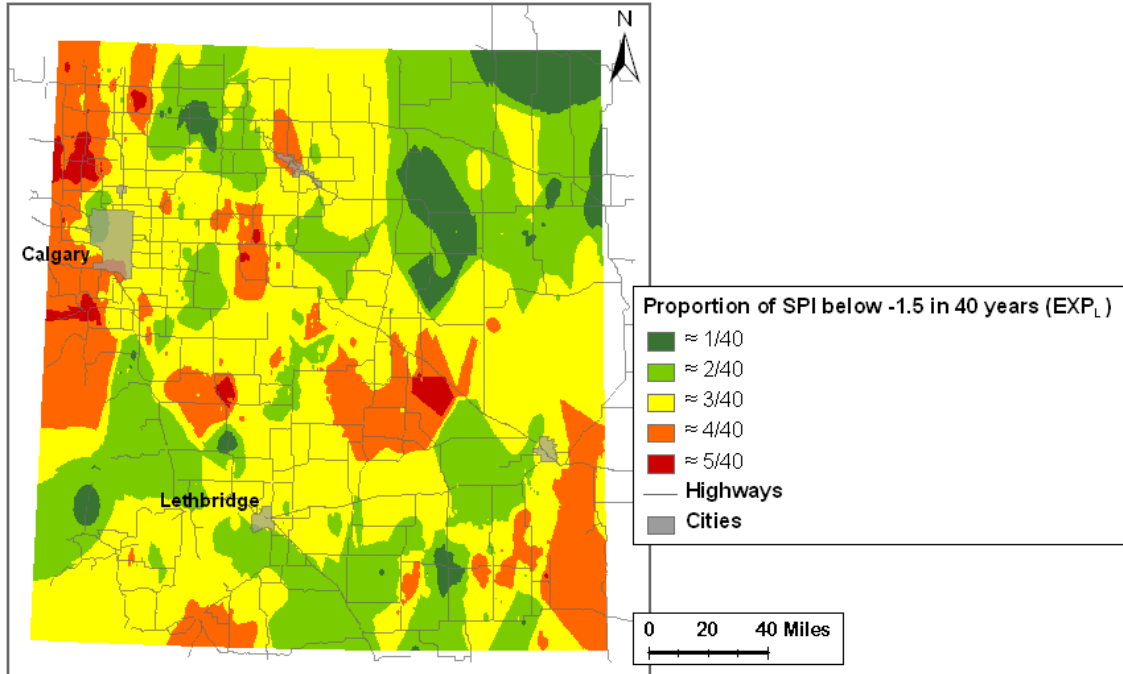 N
Calgary
Lethbridge
Proportion of SPI below -1.5 in 40 years (EXP_L)
≈ 1/40
≈ 2/40
≈ 3/40
≈ 4/40
≈ 5/40
Highways
Cities
0 20 40 Miles